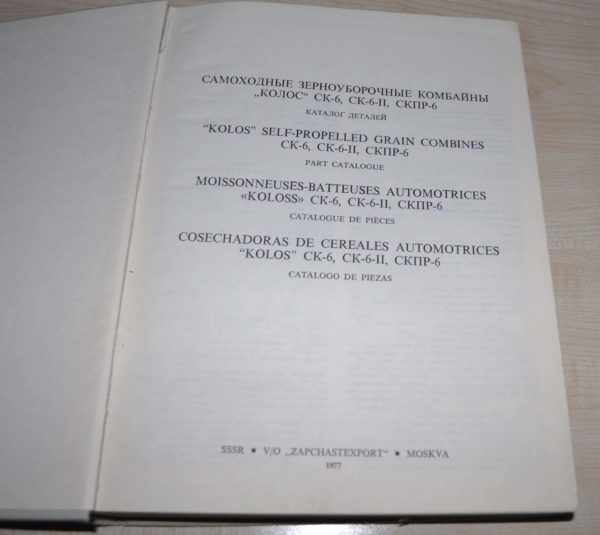 САМОХОДНЫЕ ЗЕРНОУБОРОЧНЫЕ КОМБАЙНЫ
„КОЛОС“ СК-6, СК-6-II, СКПР-6
КАТАЛОГ ДЕТАЛЕЙ
“KOLOS” SELF-PROPELLED GRAIN COMBINES
СК-6, СК-6-II, СКПР-6
PART CATALOGUE
MOISSONNEUSES-BATTEUSES AUTOMOTRICES
«KOLOSS» СК-6, СК-6-II, СКПР-6
CATALOGUE DE PIÈCES
COSECHADORAS DE CEREALES AUTOMOTRICES
“KOLOS” СК-6, СК-6-II, СКПР-6
CATALOGO DE PIEZAS
SSSR • V/O „ZAPCHASTEXPORT“ • MOSKVA
1977